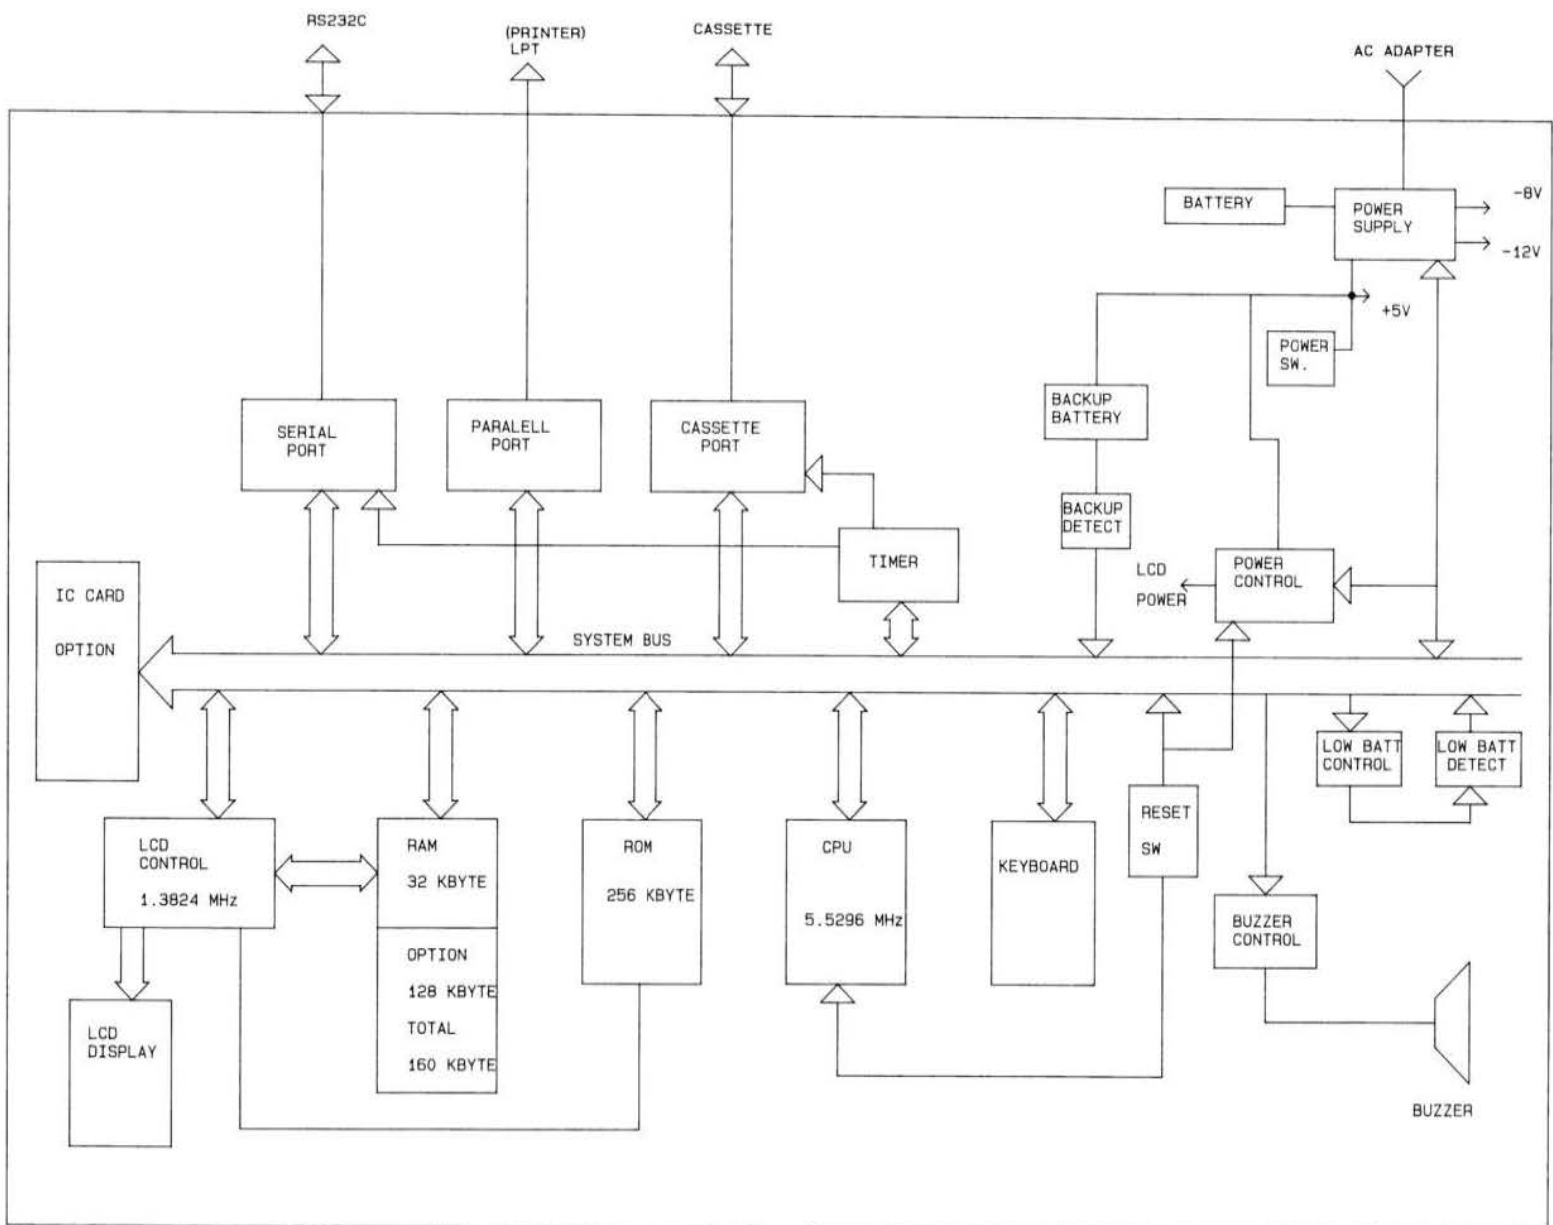 RS232C
(PRINTER)
LPT
CASSETTE
AC ADAPTER
BATTERY
POWER
SUPPLY
-8V
-12V
+5V
POWER
SW.
BACKUP
BATTERY
SERIAL
PORT
PARALELL
PORT
CASSETTE
PORT
BACKUP
DETECT
TIMER
LCD
POWER
POWER
CONTROL
IC CARD
OPTION
SYSTEM BUS
LOW BATT
CONTROL
LOW BATT
DETECT
LCD
CONTROL
1.3824 MHz
RAM
32 KBYTE
OPTION
128 KBYTE
TOTAL
160 KBYTE
ROM
256 KBYTE
CPU
5.5296 MHz
KEYBOARD
RESET
SW
BUZZER
CONTROL
LCD
DISPLAY
BUZZER